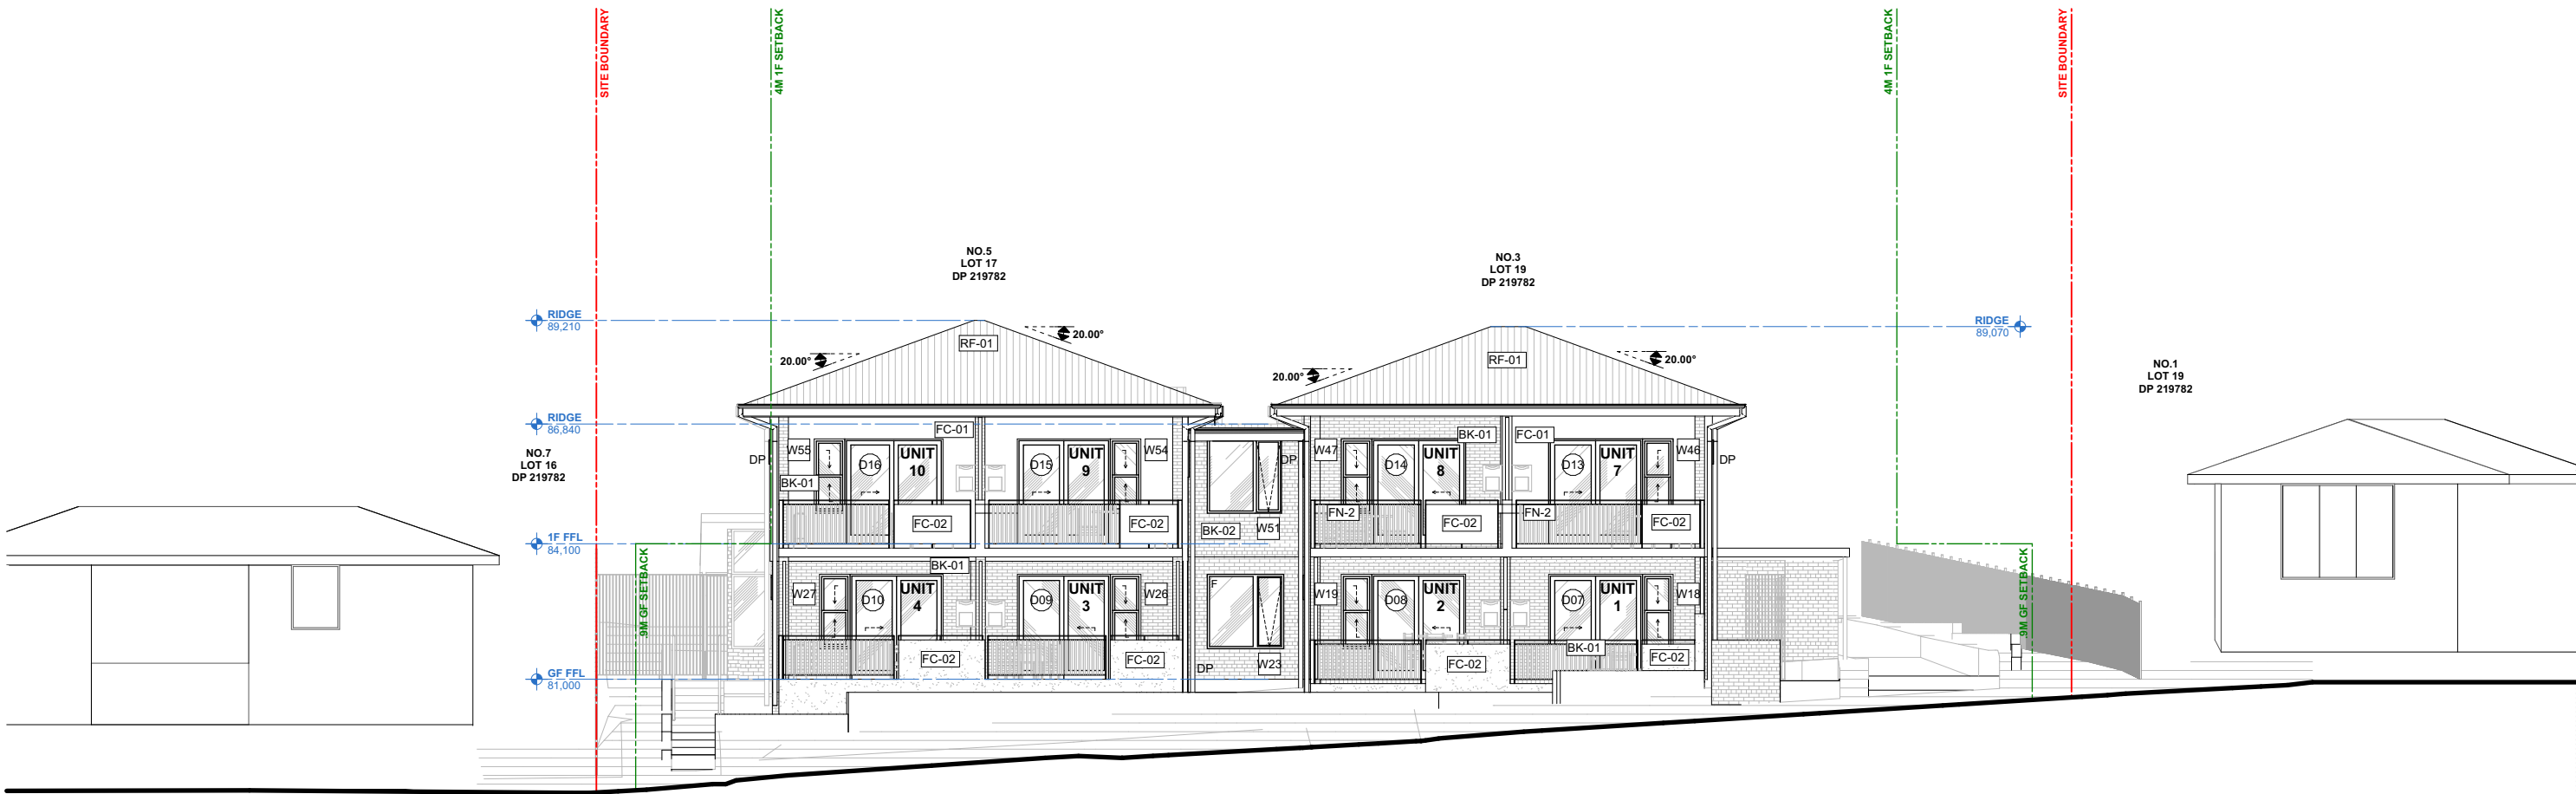 SITE BOUNDARY
4M 1F SETBACK
4M 1F SETBACK
SITE BOUNDARY
NO.5
LOT 17
DP 219782
NO.3
LOT 19
DP 219782
RIDGE
89,210
20.00°
RF-01
20.00°
RIDGE
89,070
20.00°
RF-01
20.00°
NO.1
LOT 19
DP 219782
RIDGE
86,840
NO.7
LOT 16
DP 219782
DP
W55
BK-01
D16
UNIT
10
FC-01
D15
UNIT
9
W54
DP
W47
D14
BK-01
UNIT
8
FC-01
D13
UNIT
7
W46
DP
FC-02
FC-02
BK-02
W51
FN-2
FC-02
FN-2
FC-02
1F FFL
84,100
.9M GF SETBACK
BK-01
W27
D10
UNIT
4
D09
UNIT
3
W26
F
W19
D08
UNIT
2
D07
UNIT
1
W18
.9M GF SETBACK
FC-02
FC-02
DP
W23
FC-02
BK-01
FC-02
GF FFL
81,000